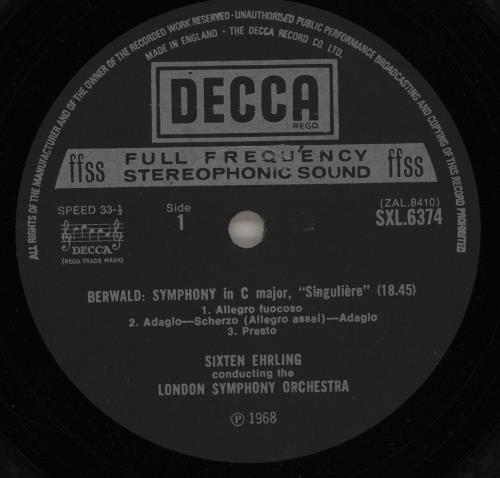 ALL RIGHTS OF THE MANUFACTURER AND OF THE OWNER OF THE RECORDED WORK RESERVED · UNAUTHORISED PUBLIC PERFORMANCE BROADCASTING AND COPYING OF THIS RECORD PROHIBITED
MADE IN ENGLAND · THE DECCA RECORD CO. LTD.
DECCA
REGD.
ffss FULL FREQUENCY ffss
STEREOPHONIC SOUND
SPEED 33-⅓
DECCA
(REGD. TRADE MARK)
Side
1
(ZAL.8410)
SXL.6374
BERWALD: SYMPHONY in C major, "Singulière" (18.45)
1. Allegro fuocoso
2. Adagio—Scherzo (Allegro assai)—Adagio
3. Presto
SIXTEN EHRLING
conducting the
LONDON SYMPHONY ORCHESTRA
Ⓟ 1968